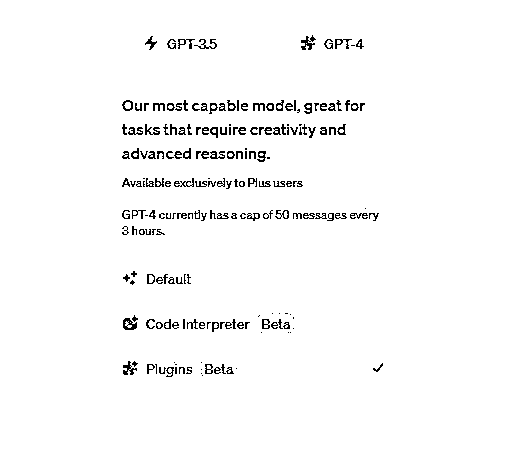 GPT-3.5 GPT-4
Our most capable model, great for
tasks that require creativity and
advanced reasoning.
Available exclusively to Plus users
GPT-4 currently has a cap of 50 messages every
3 hours.
Default
Code Interpreter Beta
Plugins Beta